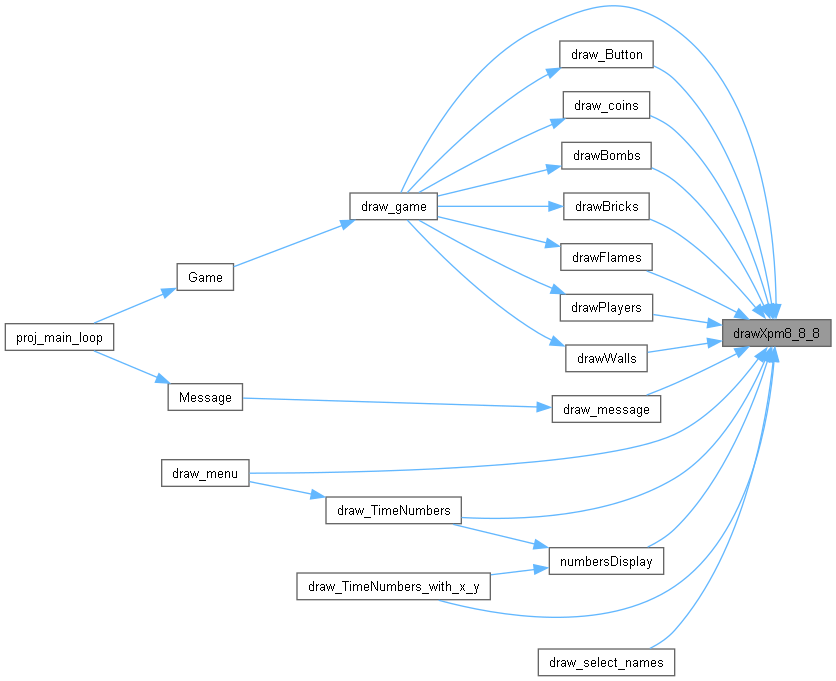 draw_Button
draw_coins
drawBombs
drawBricks
draw_game
drawFlames
Game
drawPlayers
drawXpm8_8_8
proj_main_loop
drawWalls
Message
draw_message
draw_menu
draw_TimeNumbers
numbersDisplay
draw_TimeNumbers_with_x_y
draw_select_names